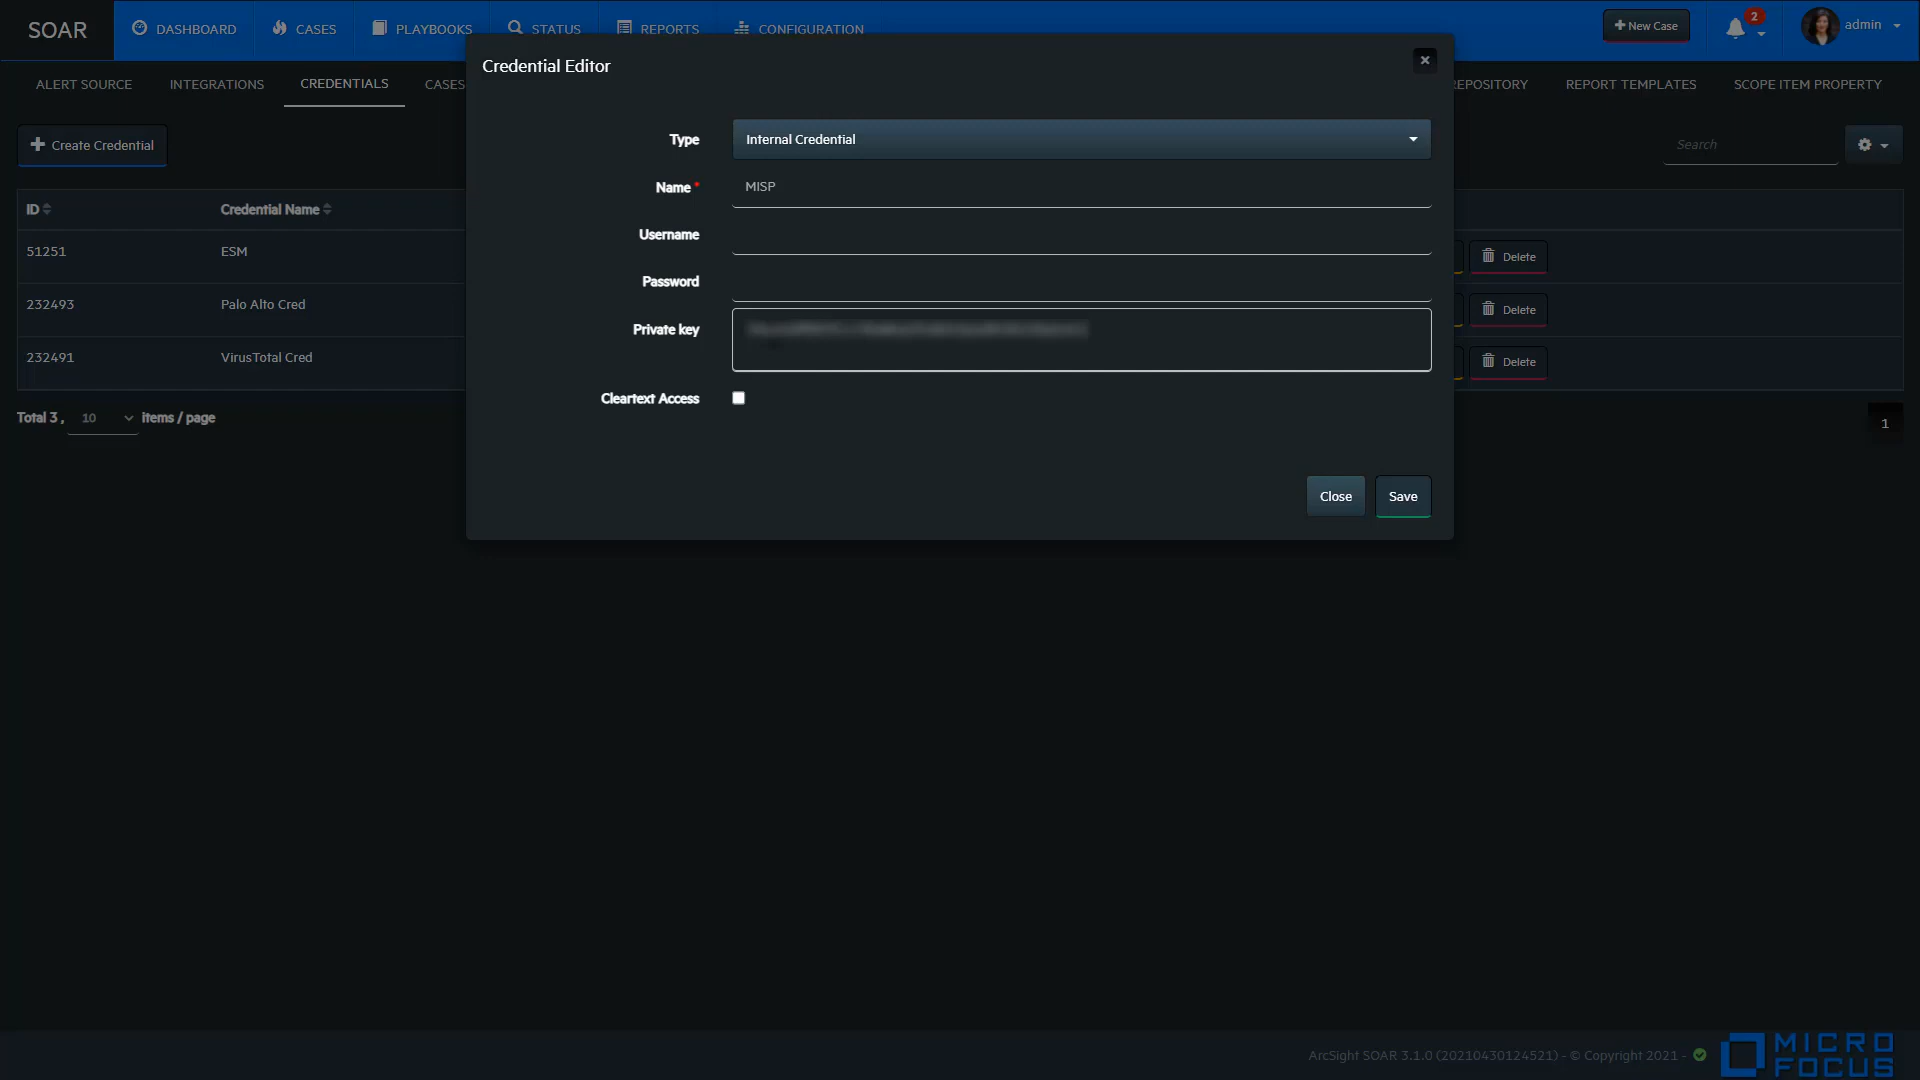 SOAR
DASHBOARD
CASES
PLAYBOOKS
STATUS
REPORTS
CONFIGURATION
New Case
2
admin
ALERT SOURCE
INTEGRATIONS
CREDENTIALS
CASES
EPOSITORY
REPORT TEMPLATES
SCOPE ITEM PROPERTY
Create Credential
Search
ID
Credential Name
51251
ESM
Delete
232493
Palo Alto Cred
Delete
232491
VirusTotal Cred
Delete
Total 3 , 10 items / page
1
Credential Editor
×
Type
Internal Credential
Name *
MISP
Username
Password
Private key
Cleartext Access
Close
Save
ArcSight SOAR 3.1.0 (20210430124521) - © Copyright 2021 -
MICRO
FOCUS